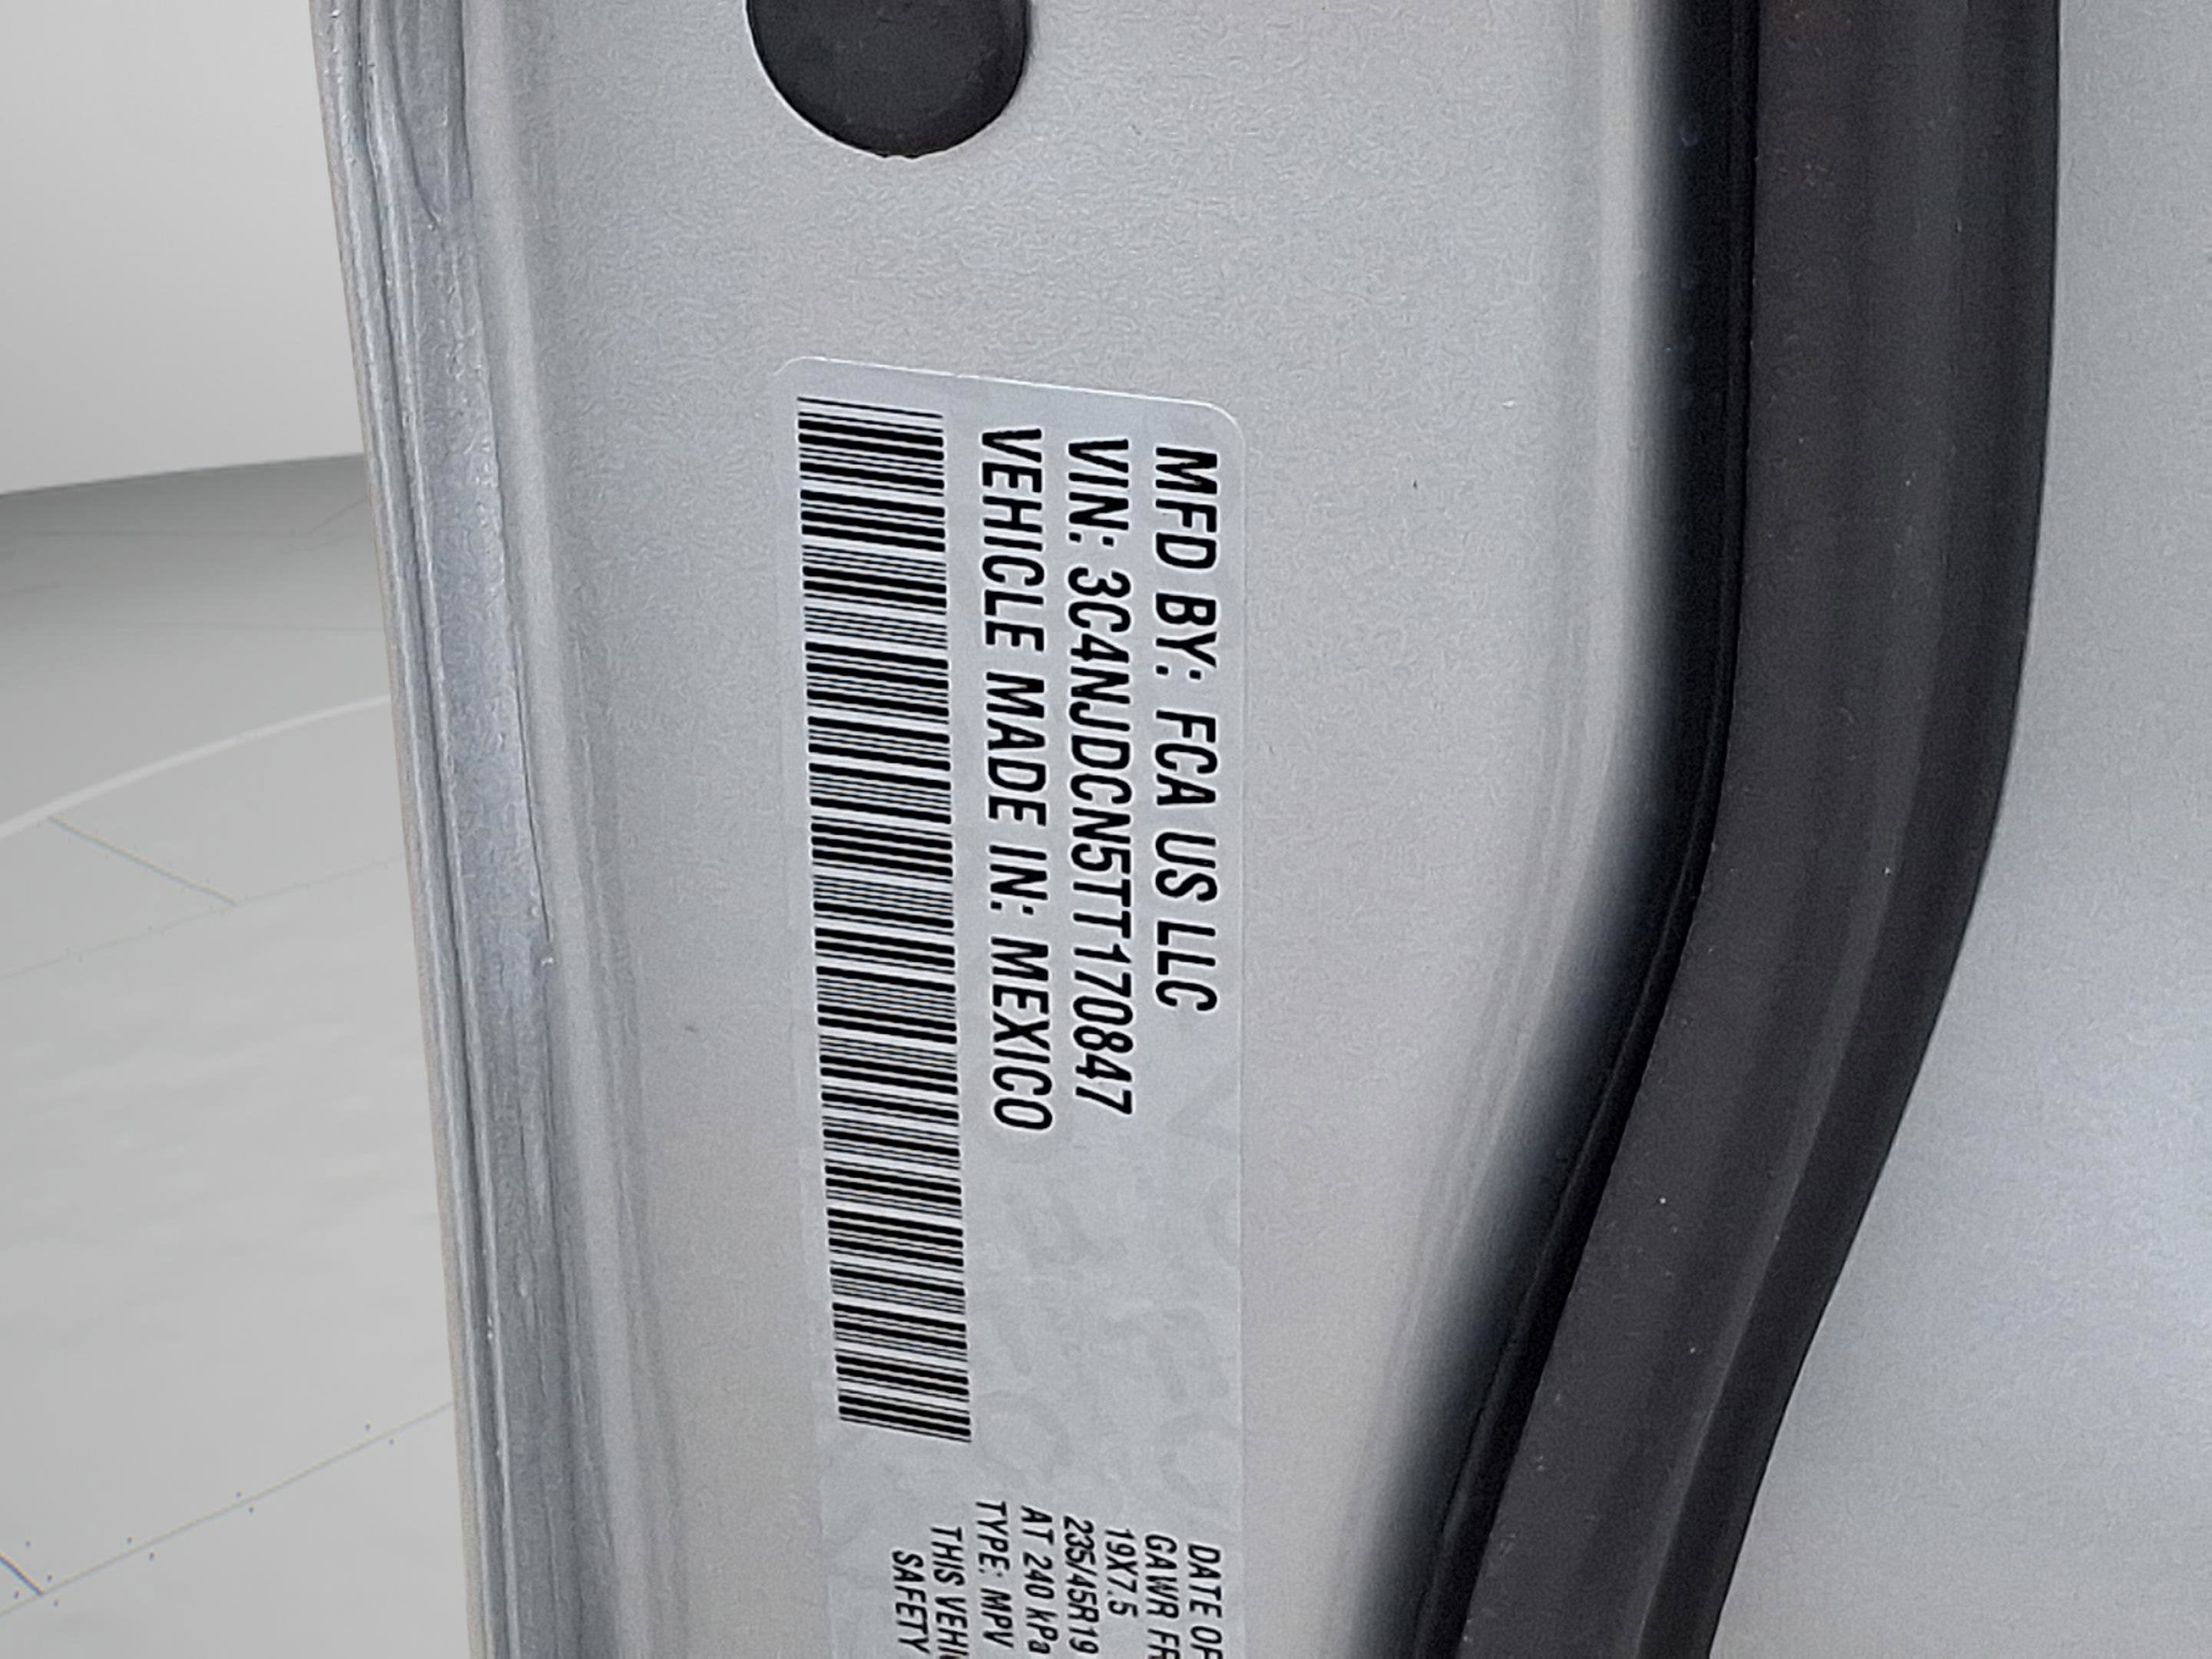 MFD BY: FCA US LLC
VIN: 3C4NJDCN5TT170847
VEHICLE MADE IN: MEXICO
DATE OF
GAWR FR
19X7.5
235/45R19
AT 240 kPa
TYPE: MPV
THIS VEHI
SAFETY